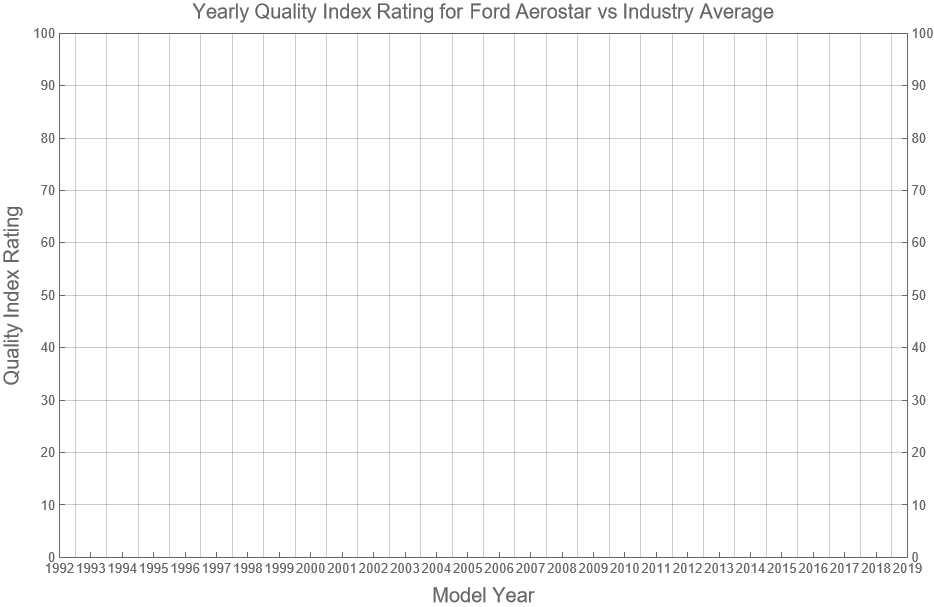 Yearly Quality Index Rating for Ford Aerostar vs Industry Average
100 100
90 90
80 80
70 70
60 60
50 50
40 40
30 30
20 20
10 10
0 0
Quality Index Rating
1992 1993 1994 1995 1996 1997 1998 1999 2000 2001 2002 2003 2004 2005 2006 2007 2008 2009 2010 2011 2012 2013 2014 2015 2016 2017 2018 2019
Model Year